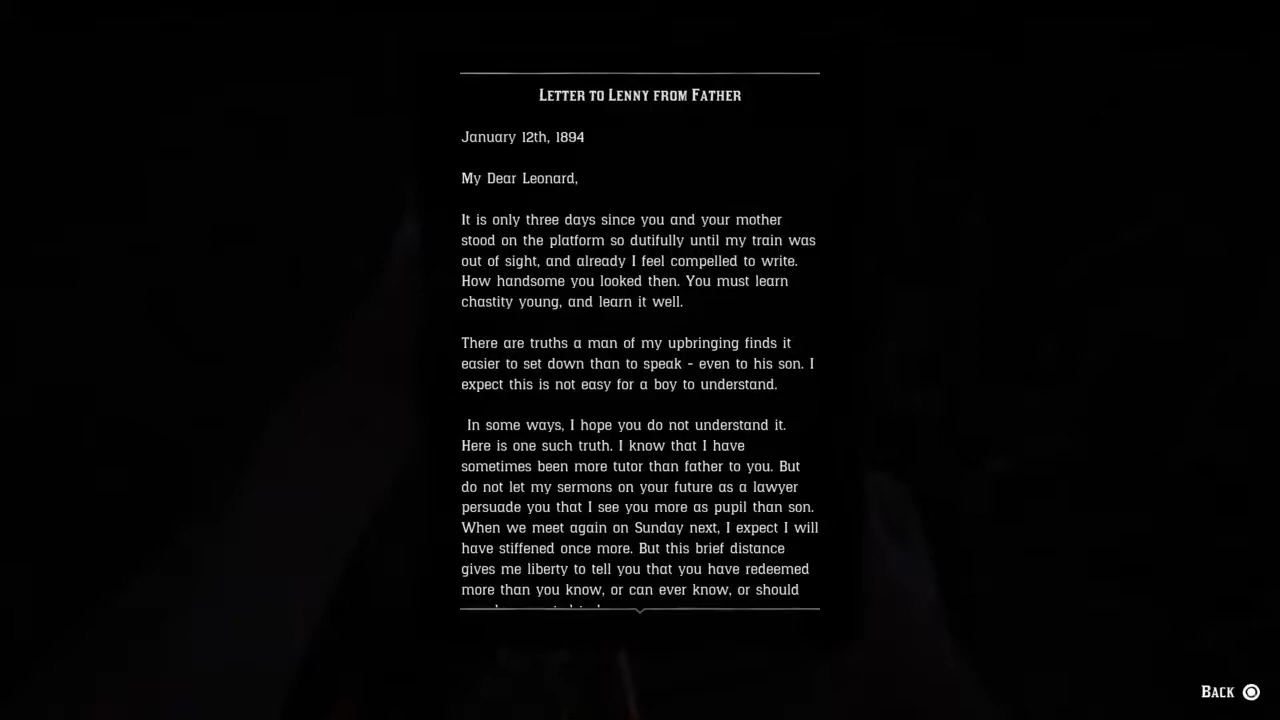 Letter to Lenny from Father
January 12th, 1894
My Dear Leonard,
It is only three days since you and your mother
stood on the platform so dutifully until my train was
out of sight, and already I feel compelled to write.
How handsome you looked then. You must learn
chastity young, and learn it well.
There are truths a man of my upbringing finds it
easier to set down than to speak - even to his son. I
expect this is not easy for a boy to understand.
In some ways, I hope you do not understand it.
Here is one such truth. I know that I have
sometimes been more tutor than father to you. But
do not let my sermons on your future as a lawyer
persuade you that I see you more as pupil than son.
When we meet again on Sunday next, I expect I will
have stiffened once more. But this brief distance
gives me liberty to tell you that you have redeemed
more than you know, or can ever know, or should
Back